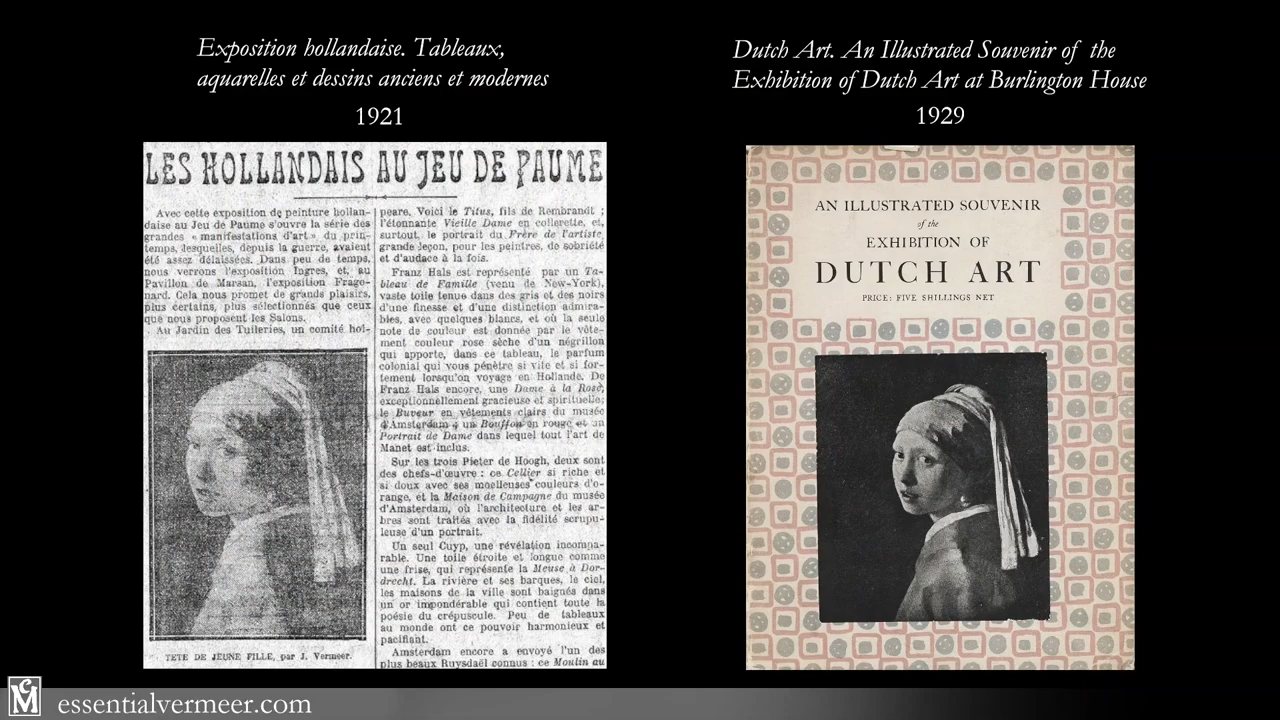 Exposition hollandaise. Tableaux,
aquarelles et dessins anciens et modernes
1921
LES HOLLANDAIS AU JEU DE PAUME
Avec cette exposition de peinture hollan-
daise au Jeu de Paume s'ouvre la série des
grandes « manifestations d'art » du prin-
temps, lesquelles, depuis la guerre, avaient
été assez délaissées. Dans peu de temps,
nous verrons l'exposition Ingres, et, au
Pavillon de Marsan, l'exposition Frago-
nard. Cela nous promet de grands plaisirs,
plus certains, plus sélectionnés que ceux
que nous proposent les Salons.
Au Jardin des Tuileries, un comité hol-
TETE DE JEUNE FILLE, par J. Vermeer.
peare. Voici le Titus, fils de Rembrandt ;
l'étonnante Vieille Dame en collerette, et,
surtout, le portrait du Frère de l'artiste,
grande leçon, pour les peintres, de sobriété
et d'audace à la fois.
Franz Hals est représenté par un Ta-
bleau de Famille (venu de New-York),
vaste toile tenue dans des gris et des noirs
d'une finesse et d'une distinction admira-
bles, avec quelques blancs, et où la seule
note de couleur est donnée par le vête-
ment couleur rose sèche d'un négrillon
qui apporte, dans ce tableau, le parfum
colonial qui vous pénètre si vite et si for-
tement lorsqu'on voyage en Hollande. De
Franz Hals encore, une Dame à la Rose,
exceptionnellement gracieuse et spirituelle;
le Buveur en vêtements clairs du musée
d'Amsterdam ; un Bouffon en rouge et un
Portrait de Dame dans lequel tout l'art de
Manet est inclus.
Sur les trois Pieter de Hoogh, deux sont
des chefs-d'œuvre : ce Cellier si riche et
si doux avec ses moelleuses couleurs d'o-
range, et la Maison de Campagne du musée
d'Amsterdam, où l'architecture et les ar-
bres sont traités avec la fidélité scrupu-
leuse d'un portrait.
Un seul Cuyp, une révélation incompa-
rable. Une toile étroite et longue comme
une frise, qui représente la Meuse à Dor-
drecht. La rivière et ses barques, le ciel,
les maisons de la ville sont baignés dans
un or impondérable qui contient toute la
poésie du crépuscule. Peu de tableaux
au monde ont ce pouvoir harmonieux et
pacifiant.
Amsterdam encore a envoyé l'un des
plus beaux Ruysdaël connus : ce Moulin au
Dutch Art. An Illustrated Souvenir of the
Exhibition of Dutch Art at Burlington House
1929
AN ILLUSTRATED SOUVENIR
of the
EXHIBITION OF
DUTCH ART
PRICE: FIVE SHILLINGS NET
essentialvermeer.com